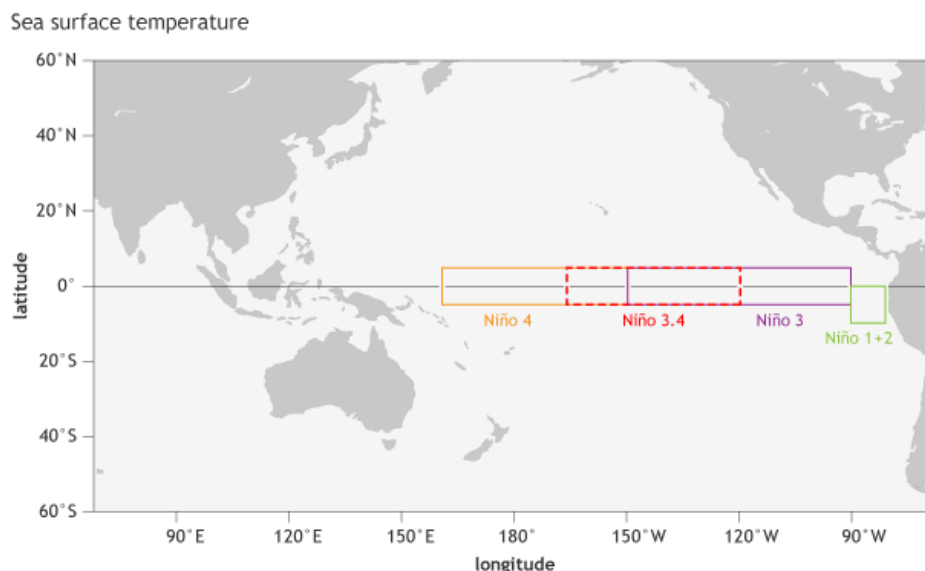 Sea surface temperature
60°N
40°N
20°N
0°
20°S
40°S
60°S
latitude
Niño 4
Niño 3.4
Niño 3
Niño 1+2
90°E
120°E
150°E
180°
150°W
120°W
90°W
longitude